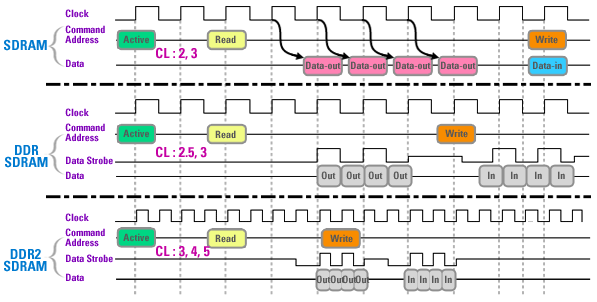 Clock
Command
Address
Active
Read
Write
SDRAM
CL : 2, 3
Data
Data-out
Data-out
Data-out
Data-out
Data-in
Clock
Command
Address
Active
Read
Write
DDR
SDRAM
CL : 2.5, 3
Data Strobe
Data
Out
Out
Out
Out
In
In
In
In
Clock
Command
Address
Active
Read
Write
DDR2
SDRAM
CL : 3, 4, 5
Data Strobe
Data
Out
Out
Out
Out
In
In
In
In